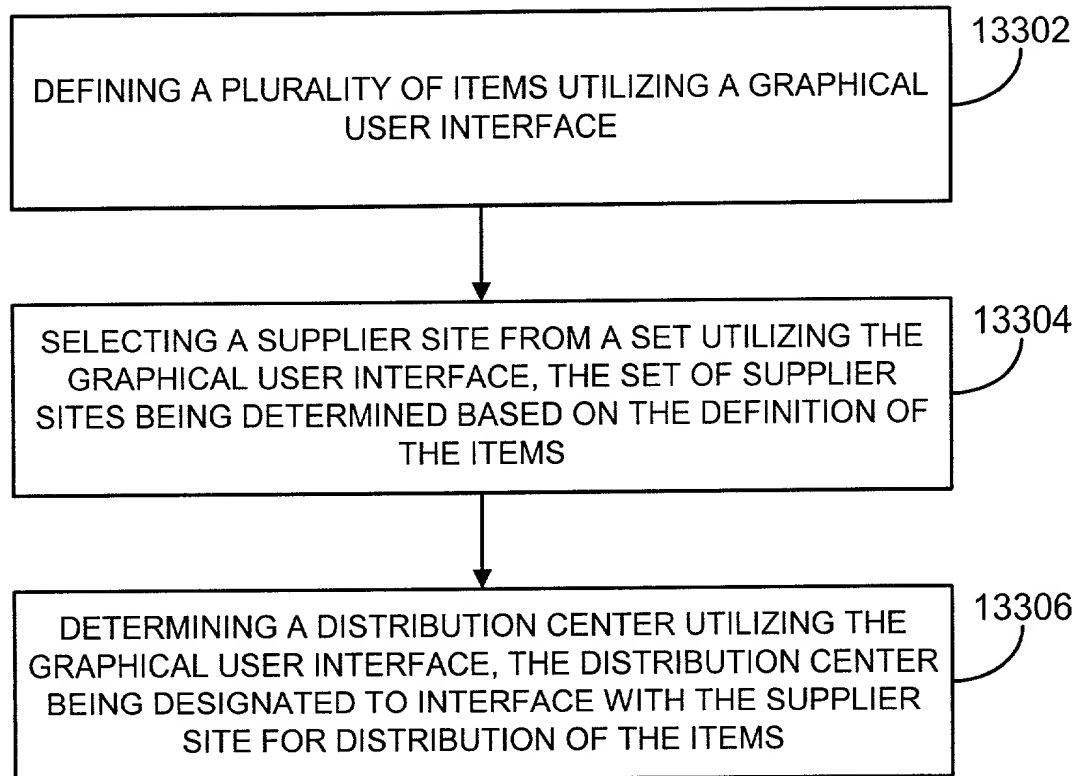 13302
DEFINING A PLURALITY OF ITEMS UTILIZING A GRAPHICAL
USER INTERFACE
13304
SELECTING A SUPPLIER SITE FROM A SET UTILIZING THE
GRAPHICAL USER INTERFACE, THE SET OF SUPPLIER
SITES BEING DETERMINED BASED ON THE DEFINITION OF
THE ITEMS
13306
DETERMINING A DISTRIBUTION CENTER UTILIZING THE
GRAPHICAL USER INTERFACE, THE DISTRIBUTION CENTER
BEING DESIGNATED TO INTERFACE WITH THE SUPPLIER
SITE FOR DISTRIBUTION OF THE ITEMS